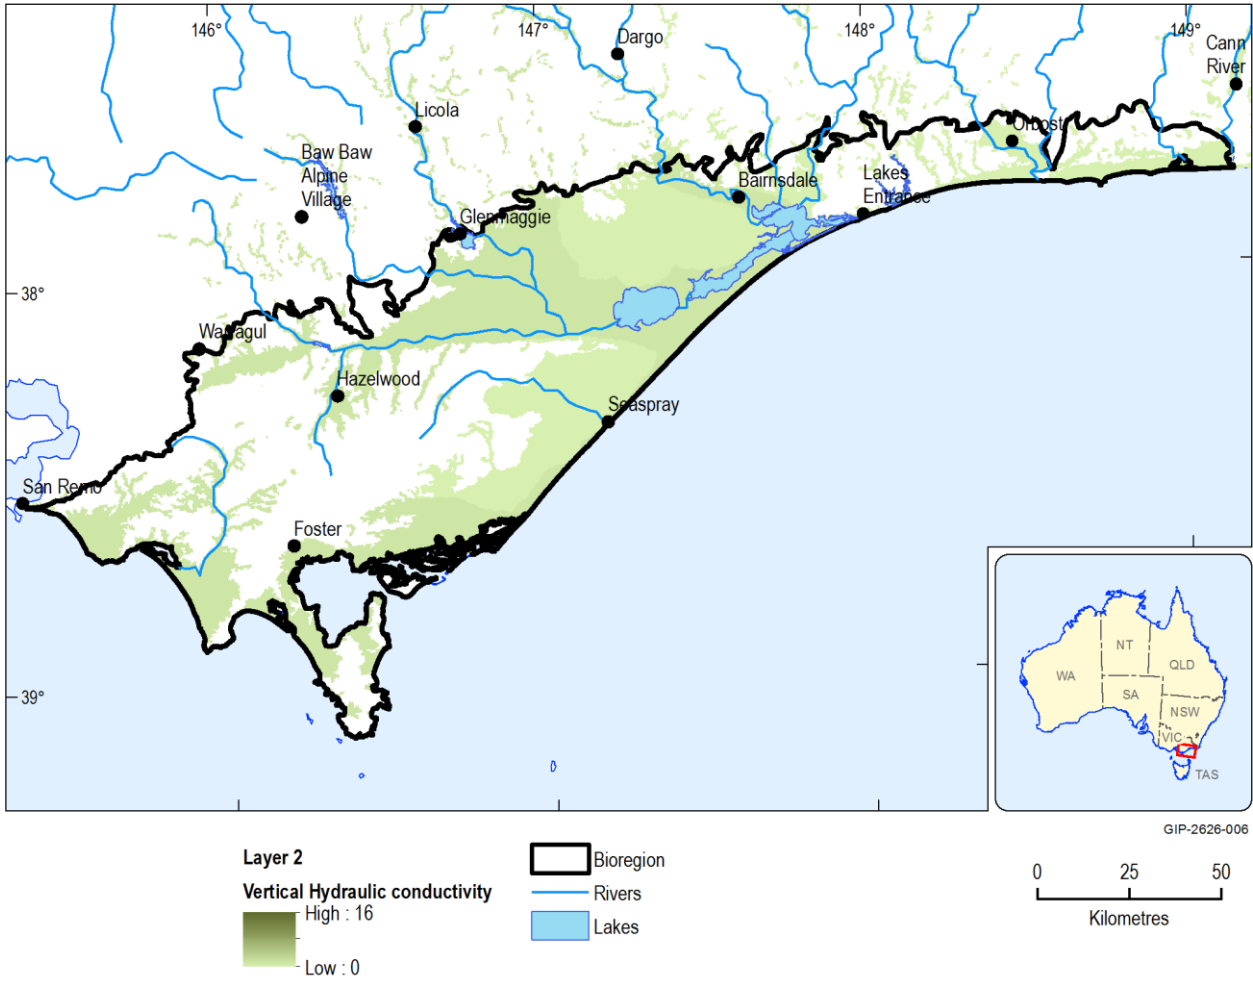 146°
147°
148°
149°
Dargo
Cann
River
Licola
Orbost
Baw Baw
Alpine
Village
Lakes
Entrance
Bairnsdale
Glenmaggie
38°
Warragul
Hazelwood
Seaspray
San Remo
Foster
39°
NT
QLD
WA
SA
NSW
VIC
TAS
GIP-2626-006
Layer 2
Vertical Hydraulic conductivity
High : 16
Low : 0
Bioregion
Rivers
Lakes
0 25 50
Kilometres